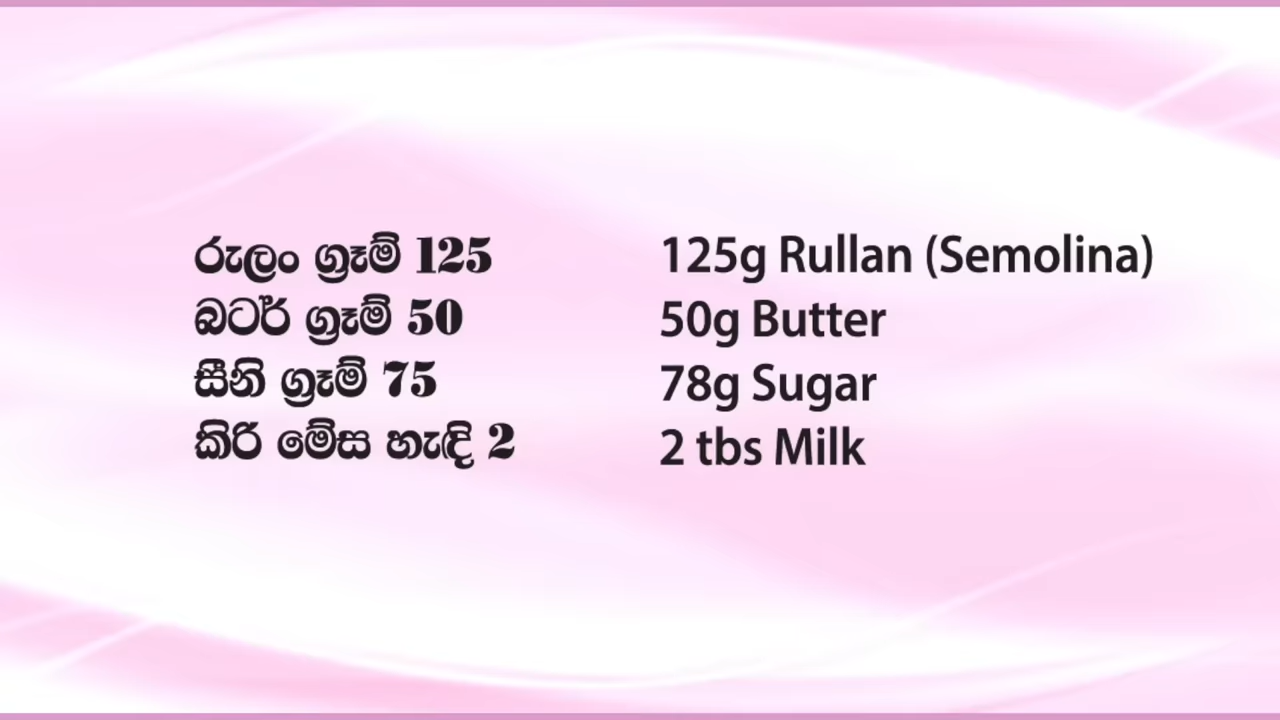 රුලං ග්‍රෑම් 125
බටර් ග්‍රෑම් 50
සීනි ග්‍රෑම් 75
කිරි මේස හැඳි 2
125g Rullan (Semolina)
50g Butter
78g Sugar
2 tbs Milk